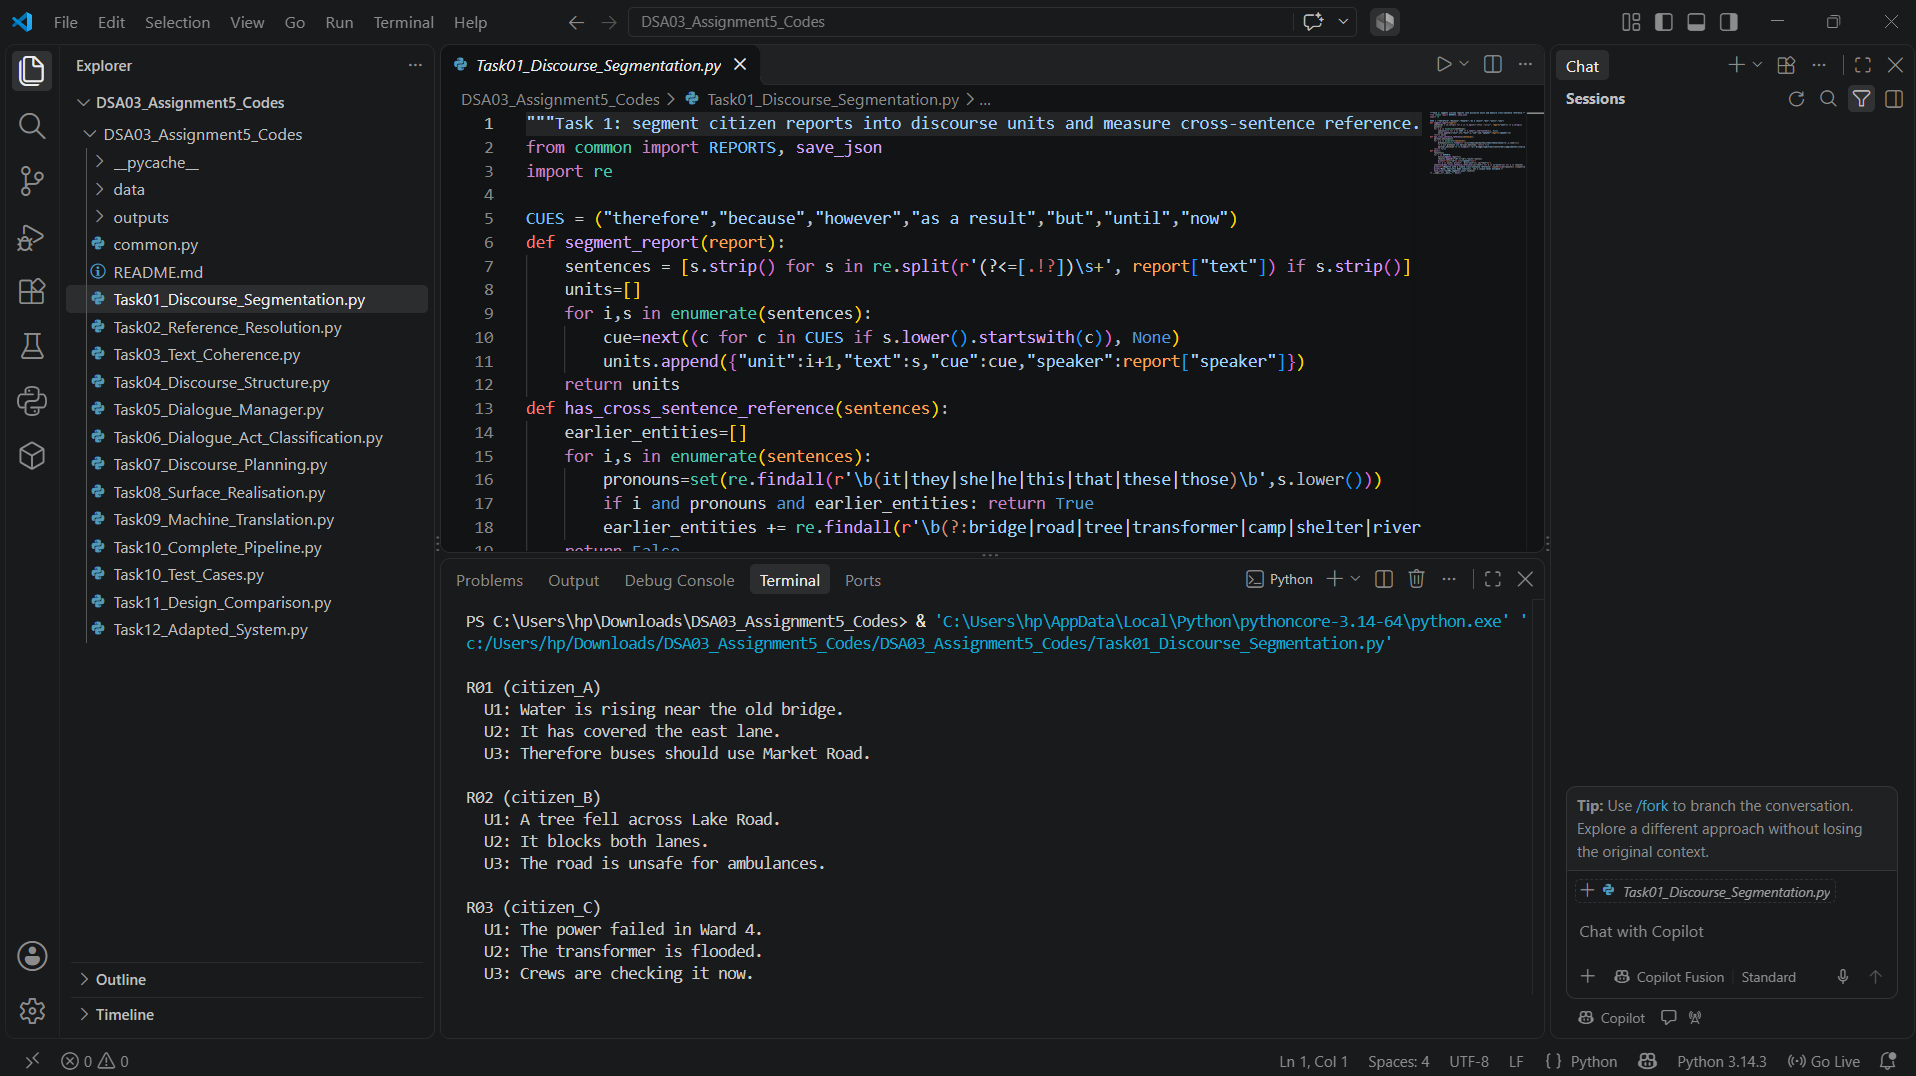 File Edit Selection View Go Run Terminal Help
DSA03_Assignment5_Codes
Explorer
DSA03_Assignment5_Codes
DSA03_Assignment5_Codes
__pycache__
data
outputs
common.py
README.md
Task01_Discourse_Segmentation.py
Task02_Reference_Resolution.py
Task03_Text_Coherence.py
Task04_Discourse_Structure.py
Task05_Dialogue_Manager.py
Task06_Dialogue_Act_Classification.py
Task07_Discourse_Planning.py
Task08_Surface_Realisation.py
Task09_Machine_Translation.py
Task10_Complete_Pipeline.py
Task10_Test_Cases.py
Task11_Design_Comparison.py
Task12_Adapted_System.py
Outline
Timeline
Task01_Discourse_Segmentation.py
DSA03_Assignment5_Codes > Task01_Discourse_Segmentation.py > ...
1 """Task 1: segment citizen reports into discourse units and measure cross-sentence reference.
2 from common import REPORTS, save_json
3 import re
4
5 CUES = ("therefore","because","however","as a result","but","until","now")
6 def segment_report(report):
7 sentences = [s.strip() for s in re.split(r'(?<=[.!?])\s+', report["text"]) if s.strip()]
8 units=[]
9 for i,s in enumerate(sentences):
10 cue=next((c for c in CUES if s.lower().startswith(c)), None)
11 units.append({"unit":i+1,"text":s,"cue":cue,"speaker":report["speaker"]})
12 return units
13 def has_cross_sentence_reference(sentences):
14 earlier_entities=[]
15 for i,s in enumerate(sentences):
16 pronouns=set(re.findall(r'\b(it|they|she|he|this|that|these|those)\b',s.lower()))
17 if i and pronouns and earlier_entities: return True
18 earlier_entities += re.findall(r'\b(?:bridge|road|tree|transformer|camp|shelter|river
19 return False
Problems Output Debug Console Terminal Ports
Python
PS C:\Users\hp\Downloads\DSA03_Assignment5_Codes> & 'C:\Users\hp\AppData\Local\Python\pythoncore-3.14-64\python.exe' '
c:/Users/hp/Downloads/DSA03_Assignment5_Codes/DSA03_Assignment5_Codes/Task01_Discourse_Segmentation.py'
R01 (citizen_A)
U1: Water is rising near the old bridge.
U2: It has covered the east lane.
U3: Therefore buses should use Market Road.
R02 (citizen_B)
U1: A tree fell across Lake Road.
U2: It blocks both lanes.
U3: The road is unsafe for ambulances.
R03 (citizen_C)
U1: The power failed in Ward 4.
U2: The transformer is flooded.
U3: Crews are checking it now.
Chat
Sessions
Tip: Use /fork to branch the conversation.
Explore a different approach without losing
the original context.
Task01_Discourse_Segmentation.py
Chat with Copilot
Copilot Fusion Standard
Copilot
0 0
Ln 1, Col 1 Spaces: 4 UTF-8 LF { } Python Python 3.14.3 Go Live